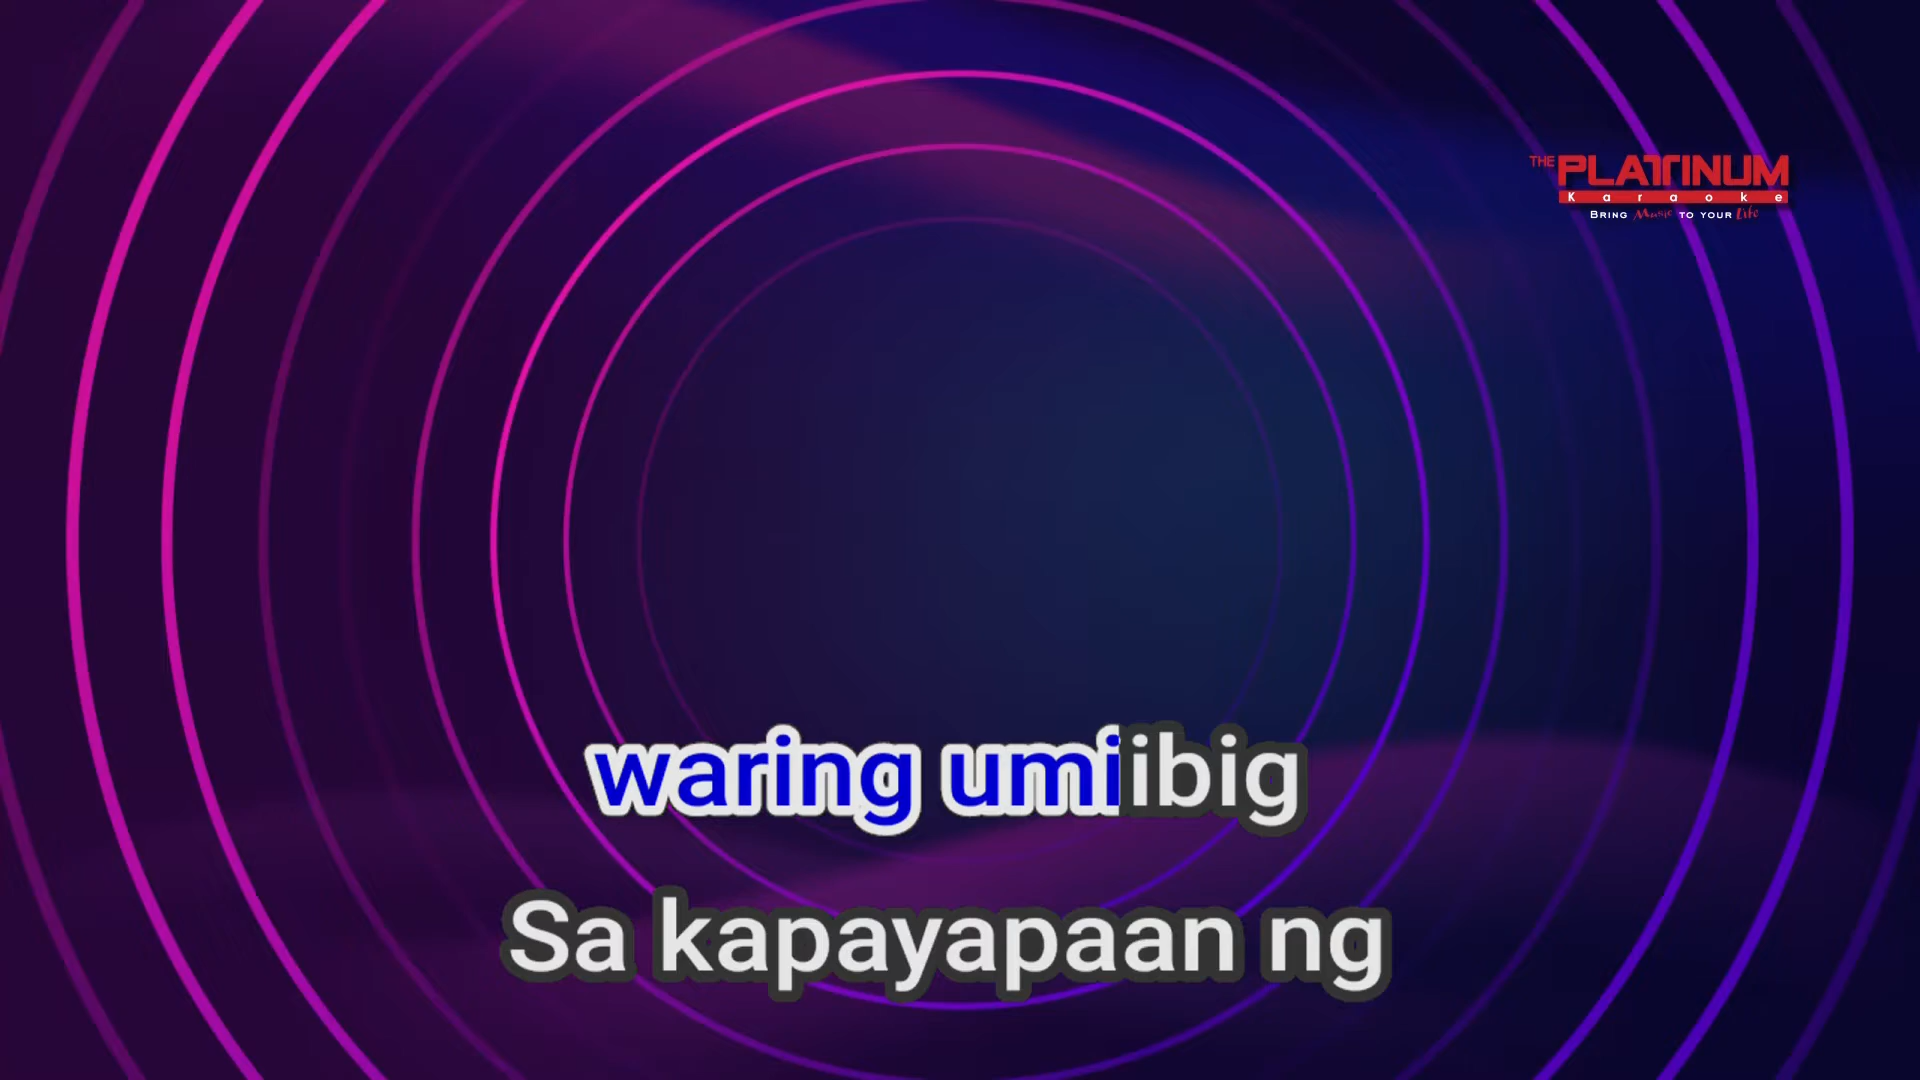 THE PLATINUM
Karaoke
BRING Music TO YOUR Life
waring umiibig
Sa kapayapaan ng